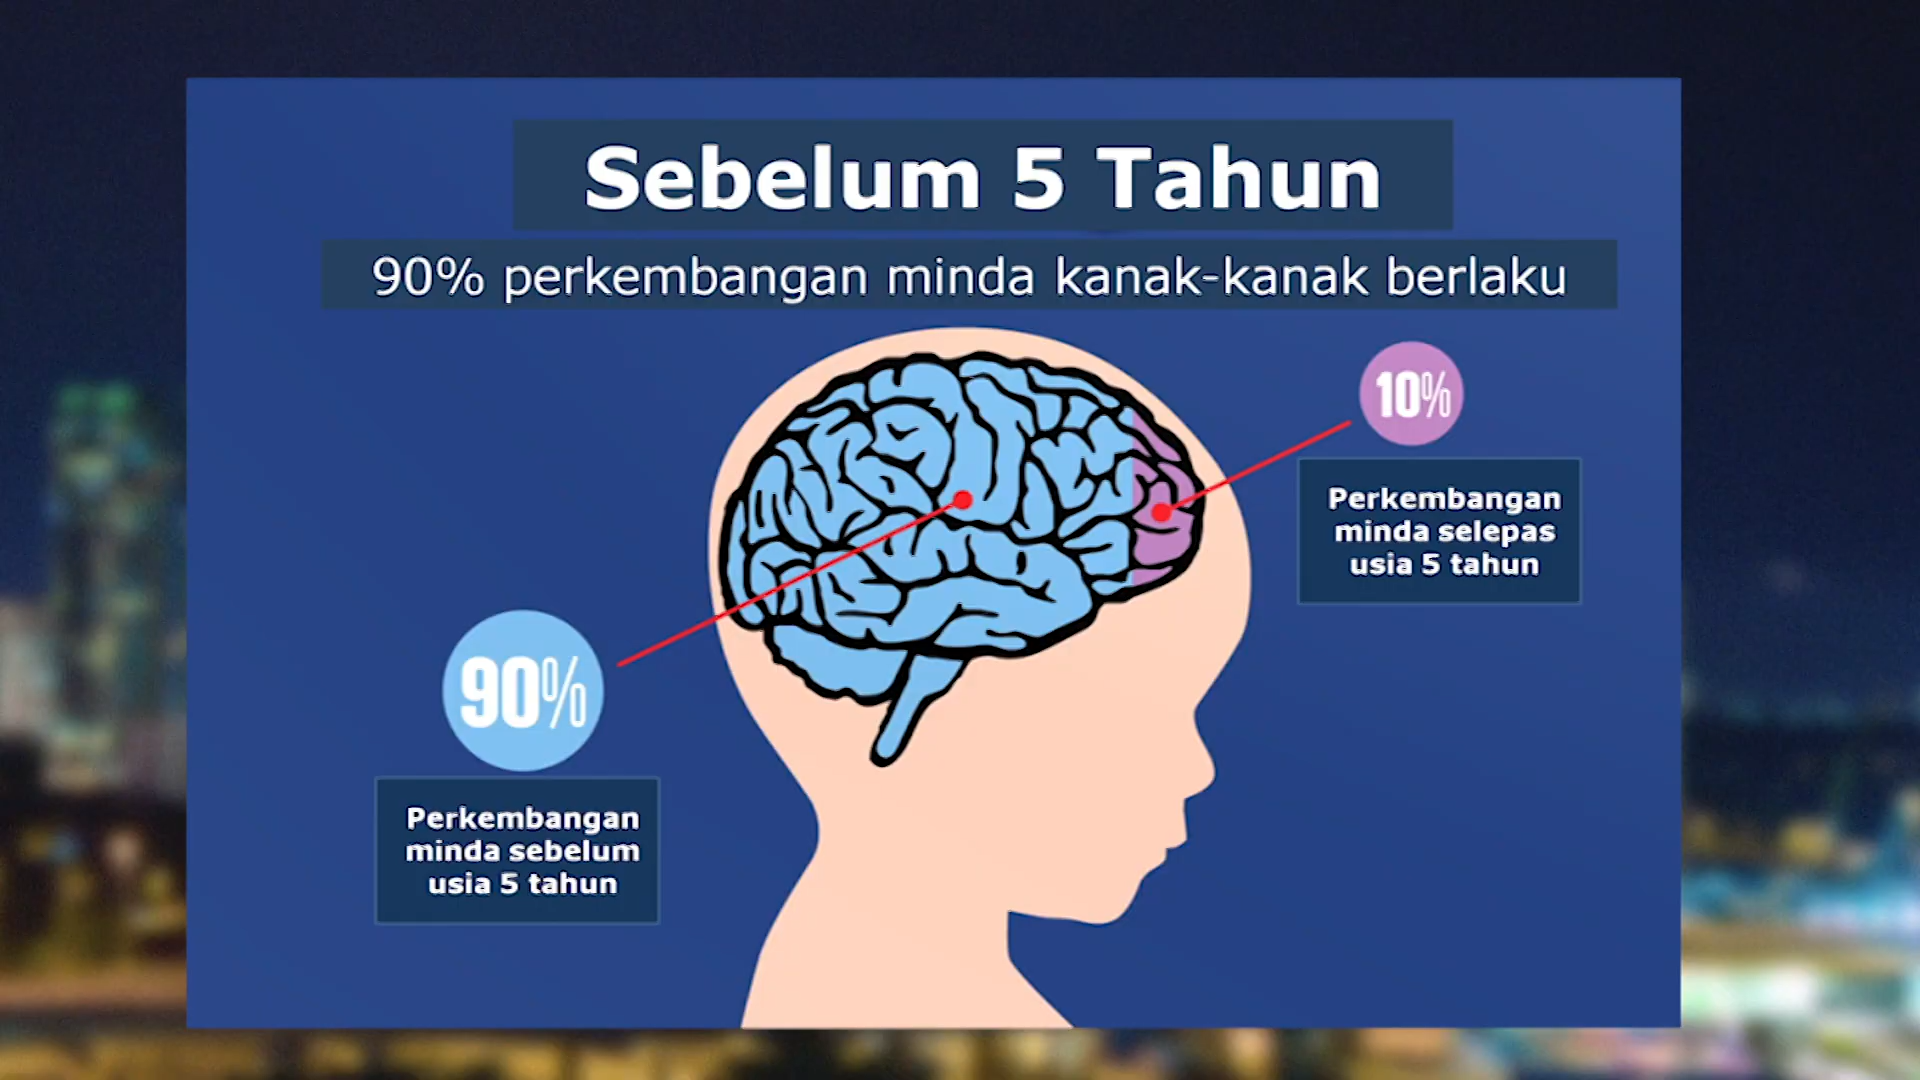 Sebelum 5 Tahun
90% perkembangan minda kanak-kanak berlaku
10%
Perkembangan
minda selepas
usia 5 tahun
90%
Perkembangan
minda sebelum
usia 5 tahun